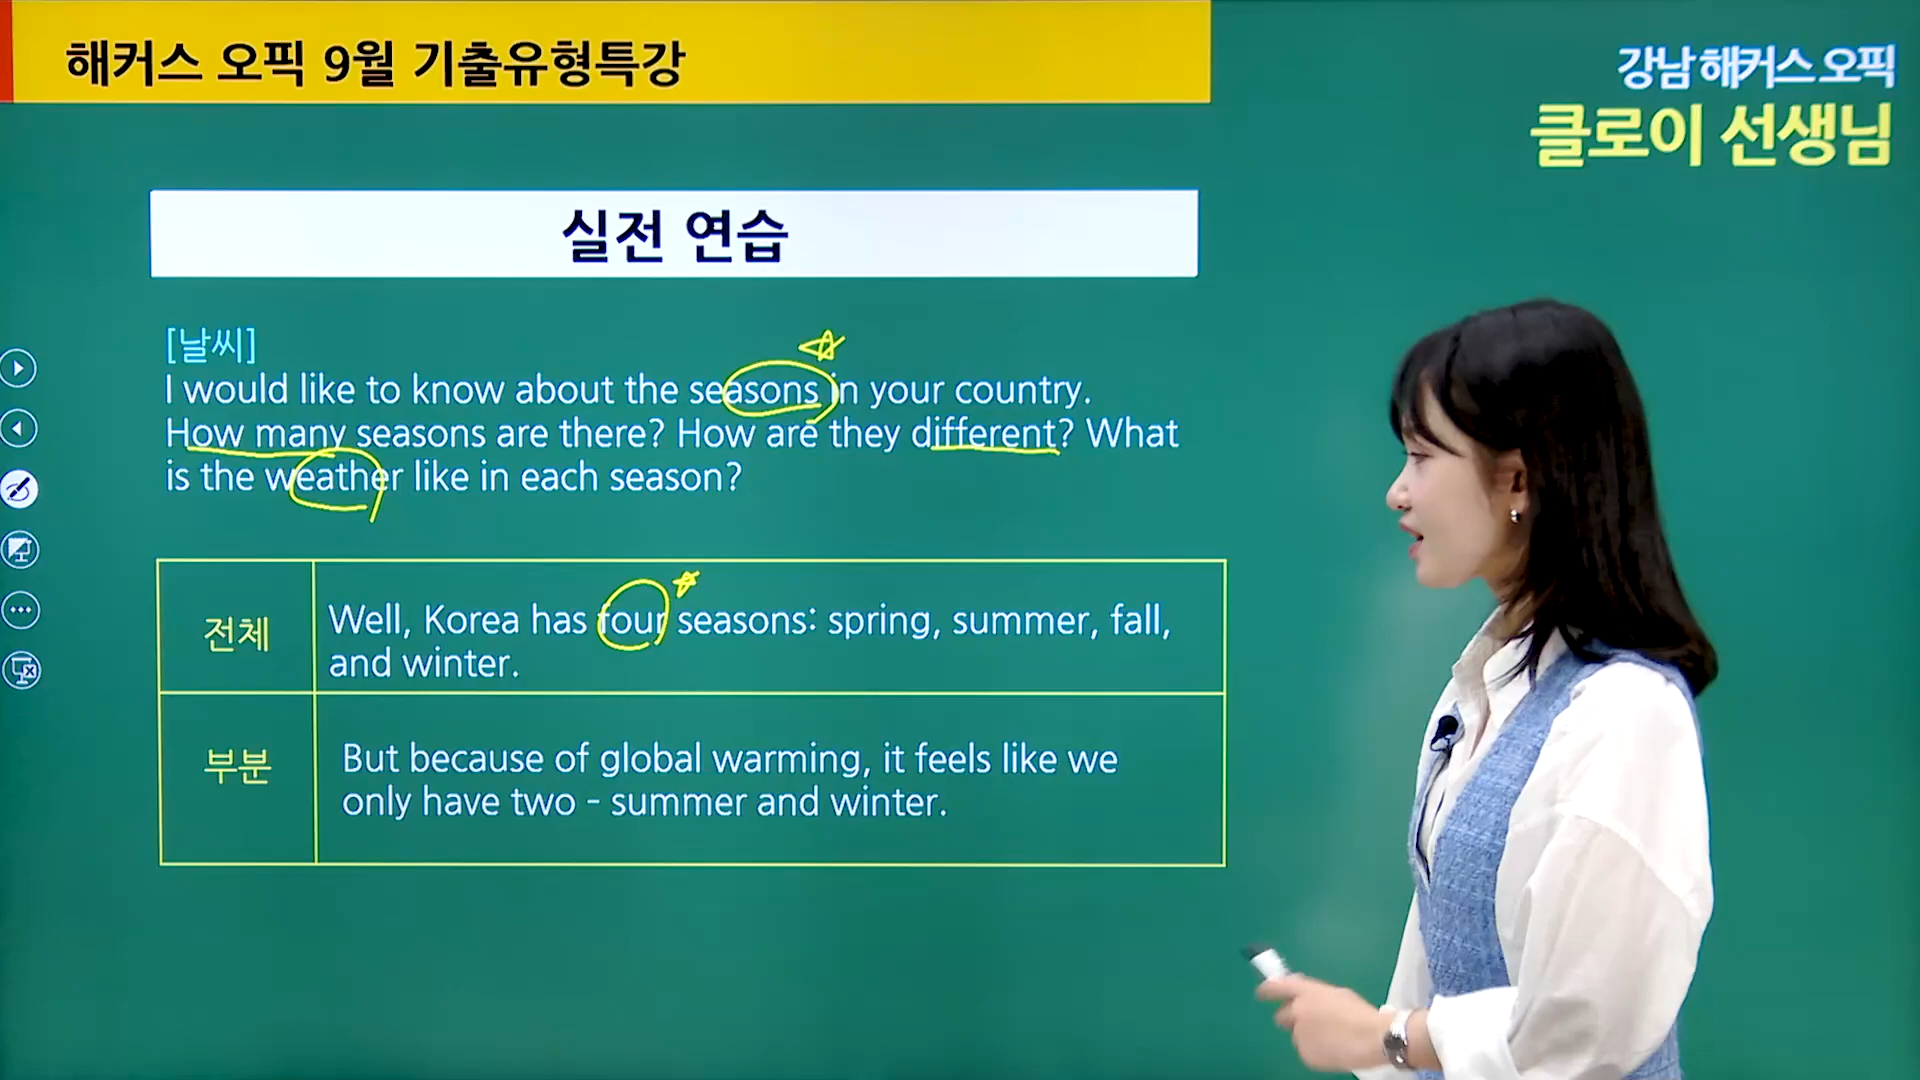 해커스 오픽 9월 기출유형특강
강남 해커스 오픽
클로이 선생님
실전 연습
[날씨]
I would like to know about the seasons in your country.
How many seasons are there? How are they different? What
is the weather like in each season?
전체
Well, Korea has four seasons: spring, summer, fall,
and winter.
부분
But because of global warming, it feels like we
only have two - summer and winter.